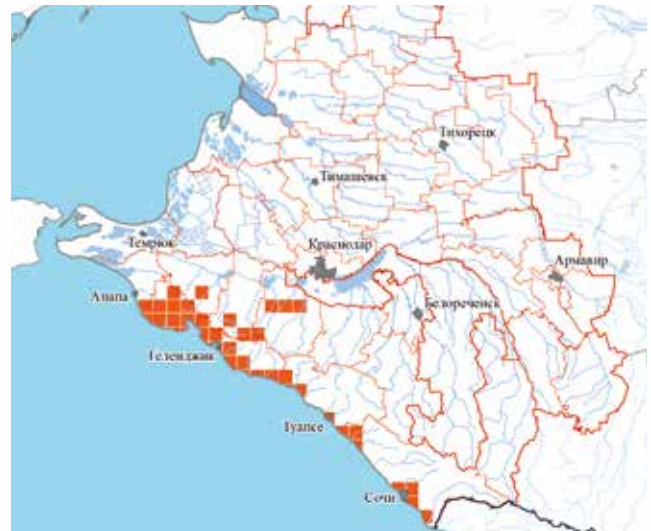 Тихорецк
Тимашевск
Темрюк
Краснодар
Армавир
Анапа
Белореченск
Геленджик
Туапсе
Сочи